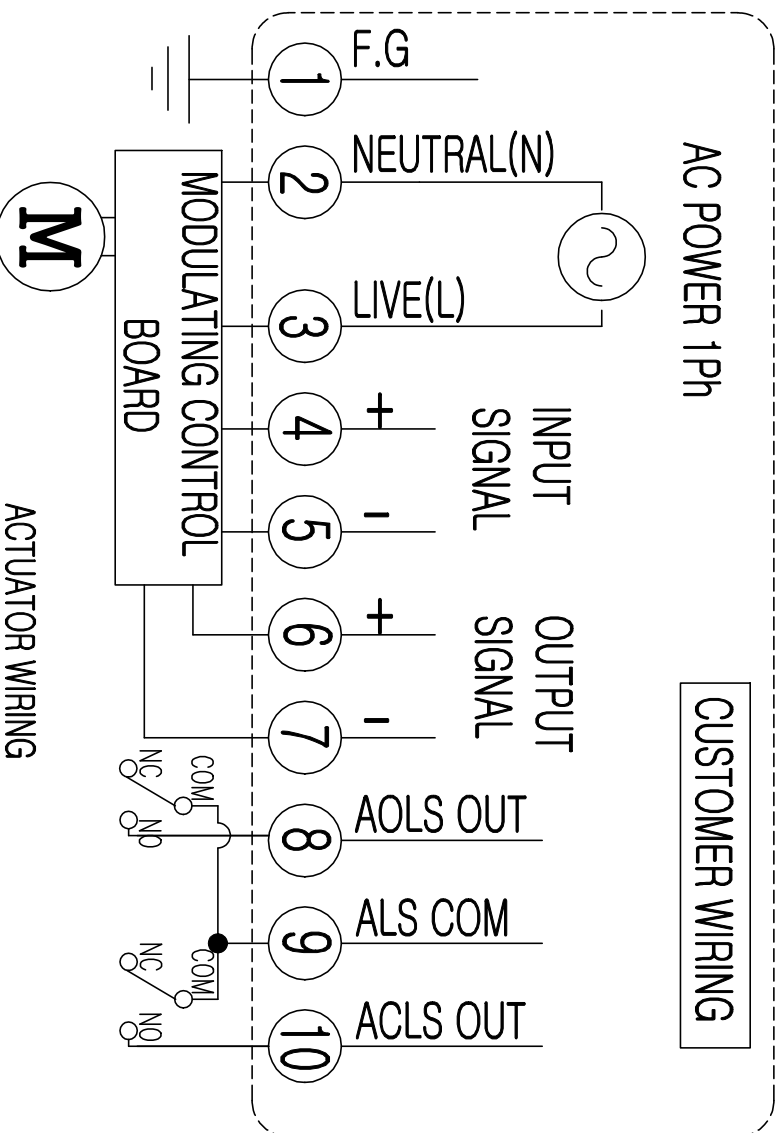 CUSTOMER WIRING
AC POWER 1Ph
INPUT
SIGNAL
OUTPUT
SIGNAL
F.G
NEUTRAL(N)
LIVE(L)
+
-
+
-
AOLS OUT
ALS COM
ACLS OUT
1
2
3
4
5
6
7
8
9
10
MODULATING CONTROL
BOARD
COM
NC
NO
COM
NC
NO
M
ACTUATOR WIRING